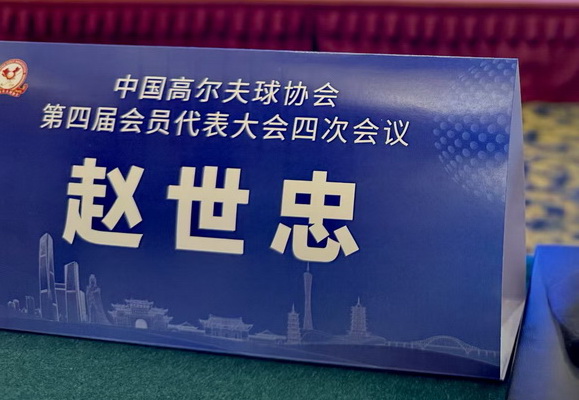 中国高尔夫球协会
第四届会员代表大会四次会议
赵世忠